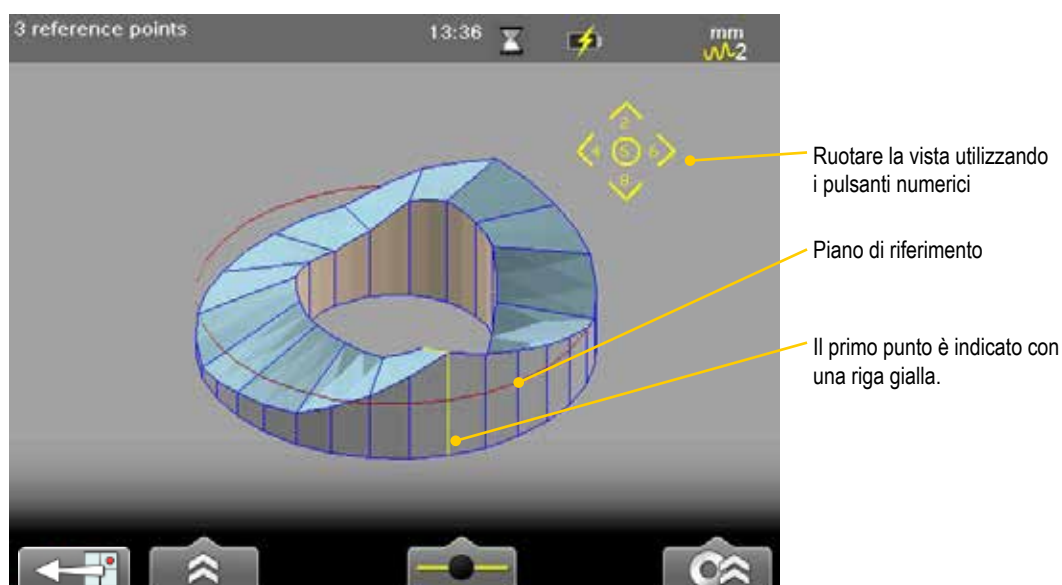 3 reference points
13:36
mm
2
2
4 5 6
8
Ruotare la vista utilizzando
i pulsanti numerici
Piano di riferimento
Il primo punto è indicato con
una riga gialla.